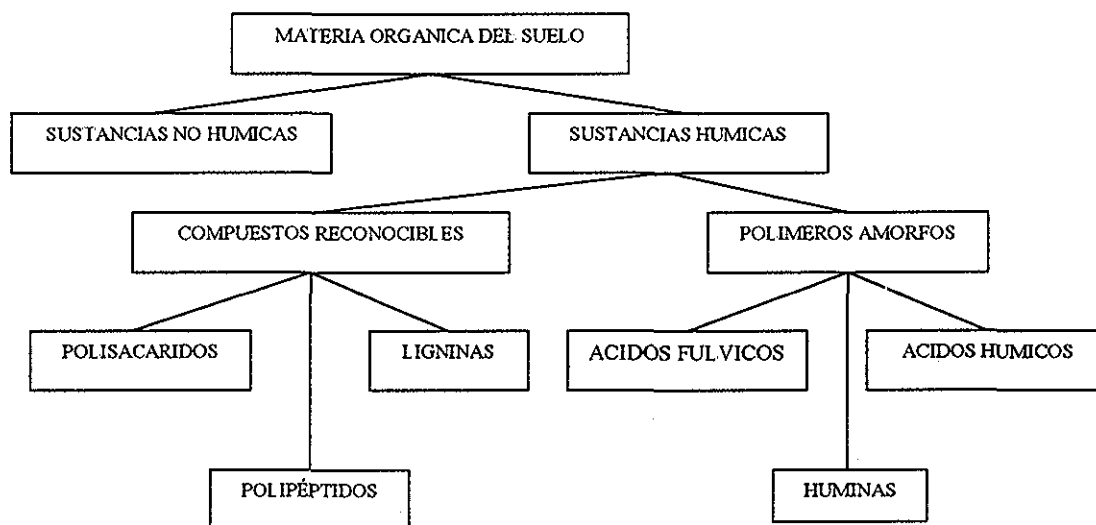 MATERIA ORGANICA DEL SUELO
SUSTANCIAS NO HUMICAS
SUSTANCIAS HUMICAS
COMPUESTOS RECONOCIBLES
POLIMEROS AMORFOS
POLISACARIDOS
LIGNINAS
ACIDOS FULVICOS
ACIDOS HUMICOS
POLIPÉPTIDOS
HUMINAS